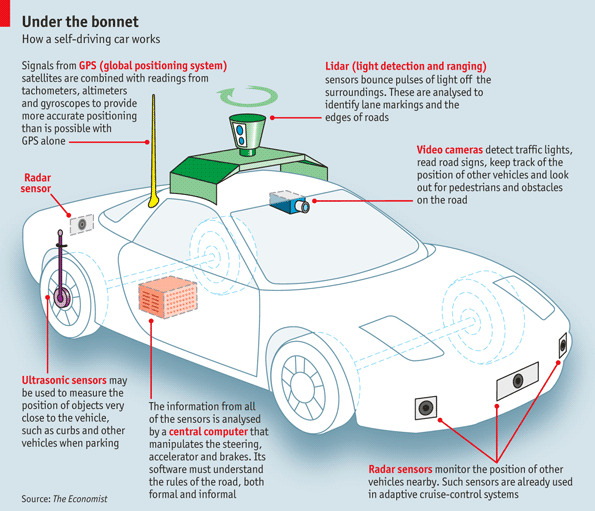 Under the bonnet
How a self-driving car works
Signals from GPS (global positioning system)
satellites are combined with readings from
tachometers, altimeters
and gyroscopes to provide
more accurate positioning
than is possible with
GPS alone
Lidar (light detection and ranging)
sensors bounce pulses of light off the
surroundings. These are analysed to
identify lane markings and the
edges of roads
Video cameras detect traffic lights,
read road signs, keep track of the
position of other vehicles and look
out for pedestrians and obstacles
on the road
Radar
sensor
Ultrasonic sensors may
be used to measure the
position of objects very
close to the vehicle,
such as curbs and other
vehicles when parking
The information from all
of the sensors is analysed
by a central computer that
manipulates the steering,
accelerator and brakes. Its
software must understand
the rules of the road, both
formal and informal
Radar sensors monitor the position of other
vehicles nearby. Such sensors are already used
in adaptive cruise-control systems
Source: The Economist